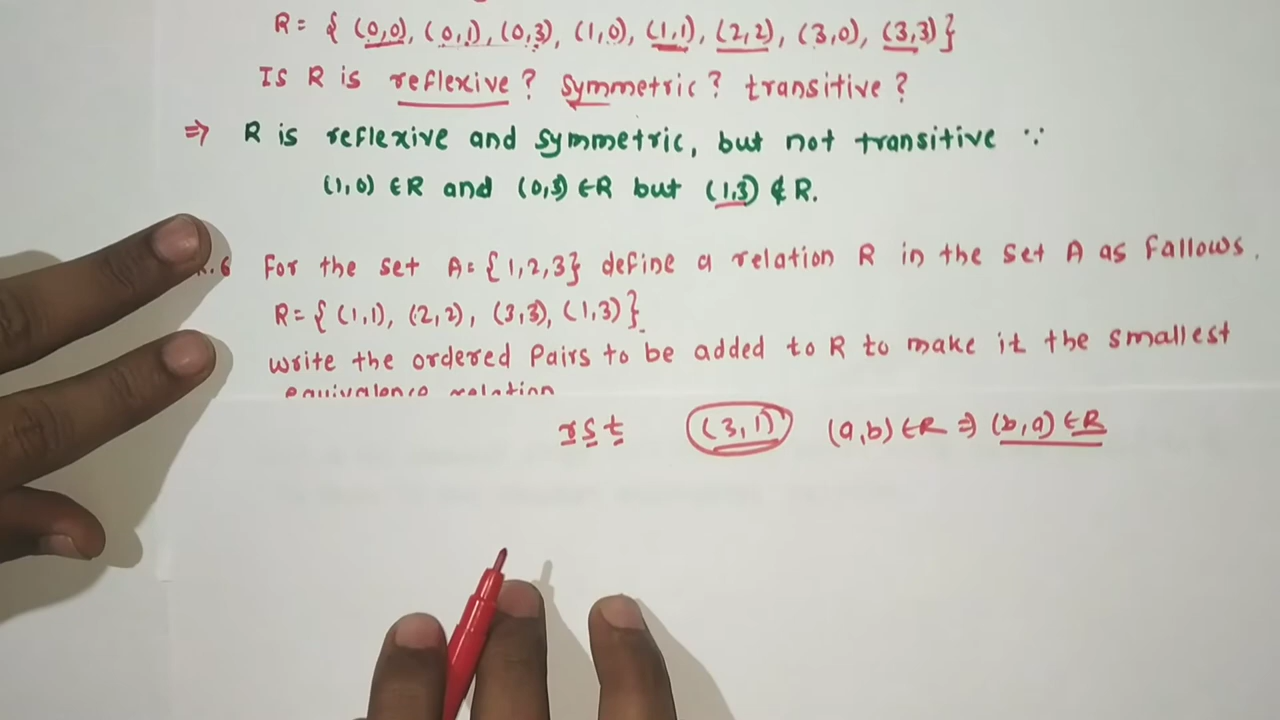 R = { (0,0), (0,1), (0,3), (1,0), (1,1), (2,2), (3,0), (3,3) }
IS R is reflexive ? symmetric ? transitive ?
⇒ R is reflexive and symmetric, but not transitive ∵
(1,0) ∈ R and (0,3) ∈ R but (1,3) ∉ R.
.6 For the set A = { 1,2,3 } define a relation R in the set A as fallows.
R = { (1,1), (2,2), (3,3), (1,3) }.
write the ordered Pairs to be added to R to make it the smallest
equivalence relation
r s t (3,1) (a,b) ∈ R ⇒ (b,a) ∈ R